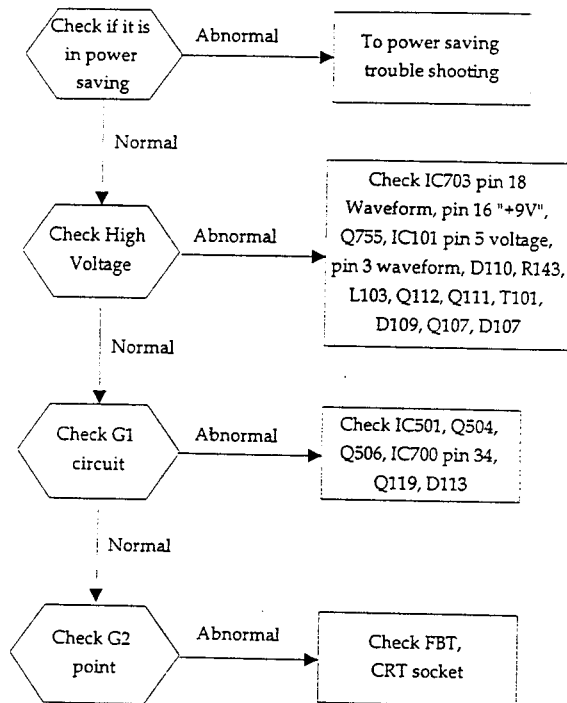 Check if it is
in power
saving
Abnormal
To power saving
trouble shooting
Normal
Check High
Voltage
Abnormal
Check IC703 pin 18
Waveform, pin 16 "+9V",
Q755, IC101 pin 5 voltage,
pin 3 waveform, D110, R143,
L103, Q112, Q111, T101,
D109, Q107, D107
Normal
Check G1
circuit
Abnormal
Check IC501, Q504,
Q506, IC700 pin 34,
Q119, D113
Normal
Check G2
point
Abnormal
Check FBT,
CRT socket